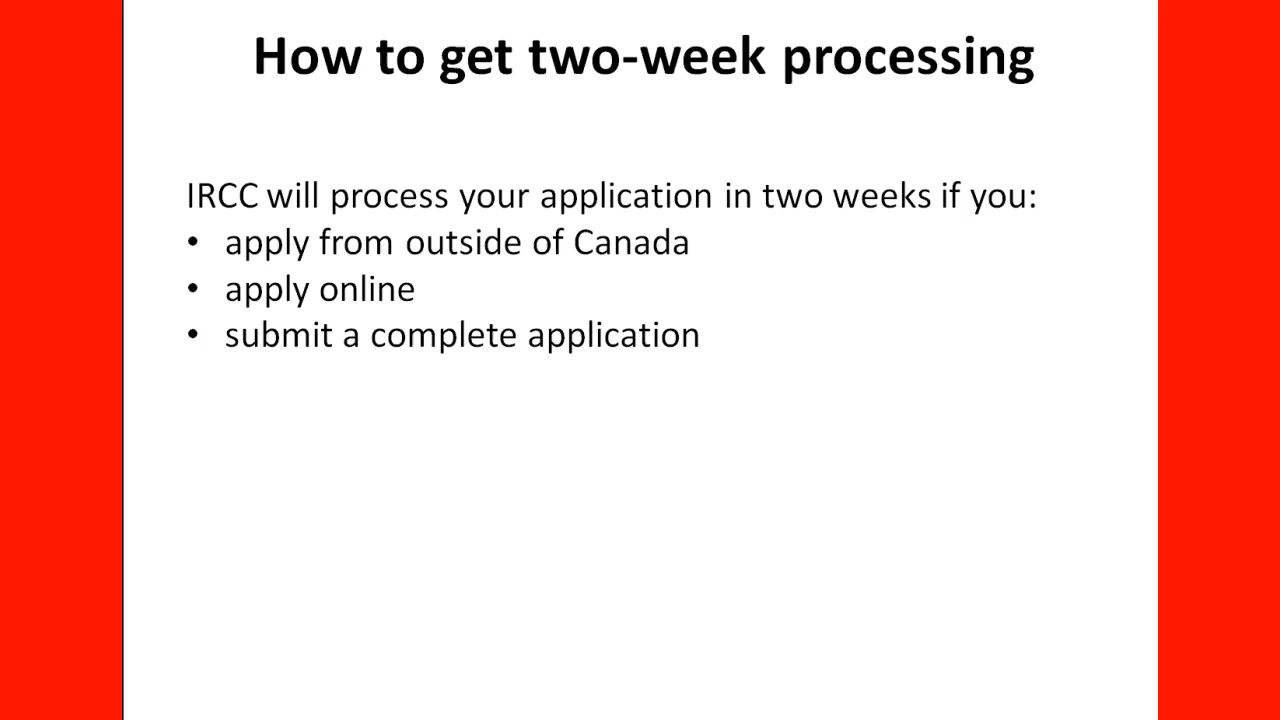 How to get two-week processing
IRCC will process your application in two weeks if you:
• apply from outside of Canada
• apply online
• submit a complete application